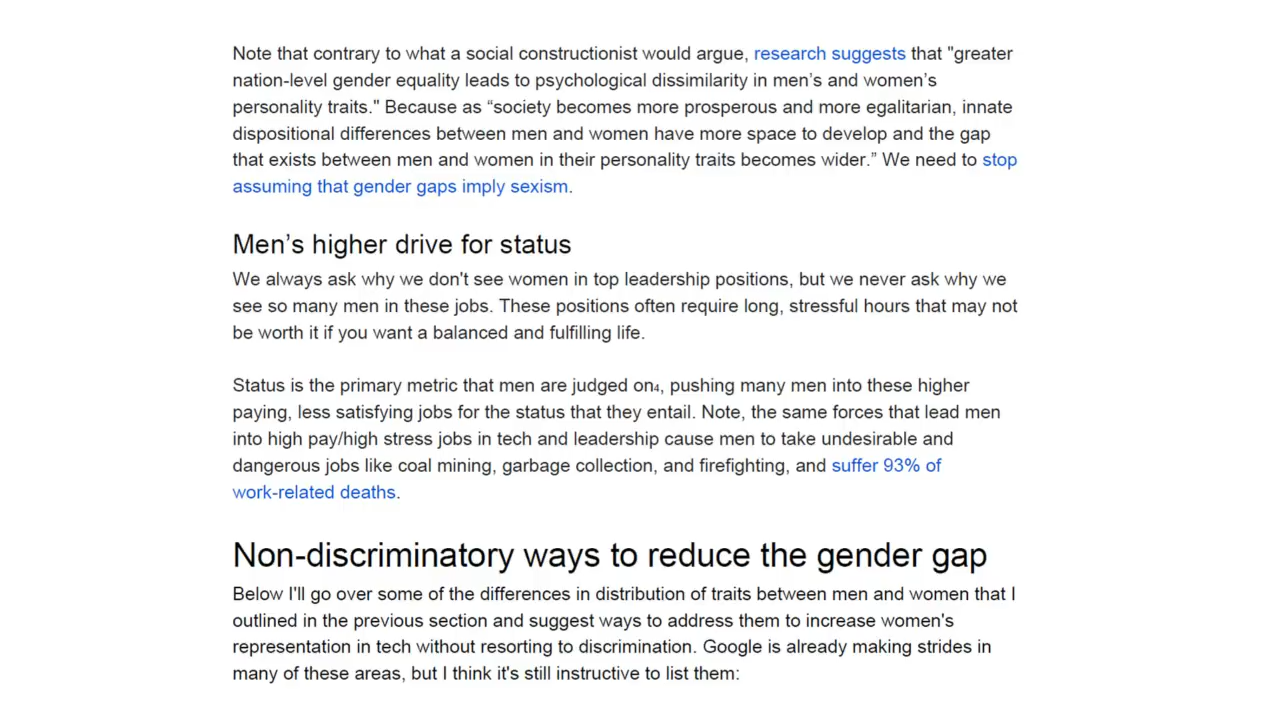 Note that contrary to what a social constructionist would argue, research suggests that "greater
nation-level gender equality leads to psychological dissimilarity in men’s and women’s
personality traits." Because as “society becomes more prosperous and more egalitarian, innate
dispositional differences between men and women have more space to develop and the gap
that exists between men and women in their personality traits becomes wider.” We need to stop
assuming that gender gaps imply sexism.
Men’s higher drive for status
We always ask why we don't see women in top leadership positions, but we never ask why we
see so many men in these jobs. These positions often require long, stressful hours that may not
be worth it if you want a balanced and fulfilling life.
Status is the primary metric that men are judged on4, pushing many men into these higher
paying, less satisfying jobs for the status that they entail. Note, the same forces that lead men
into high pay/high stress jobs in tech and leadership cause men to take undesirable and
dangerous jobs like coal mining, garbage collection, and firefighting, and suffer 93% of
work-related deaths.
Non-discriminatory ways to reduce the gender gap
Below I'll go over some of the differences in distribution of traits between men and women that I
outlined in the previous section and suggest ways to address them to increase women's
representation in tech without resorting to discrimination. Google is already making strides in
many of these areas, but I think it's still instructive to list them: